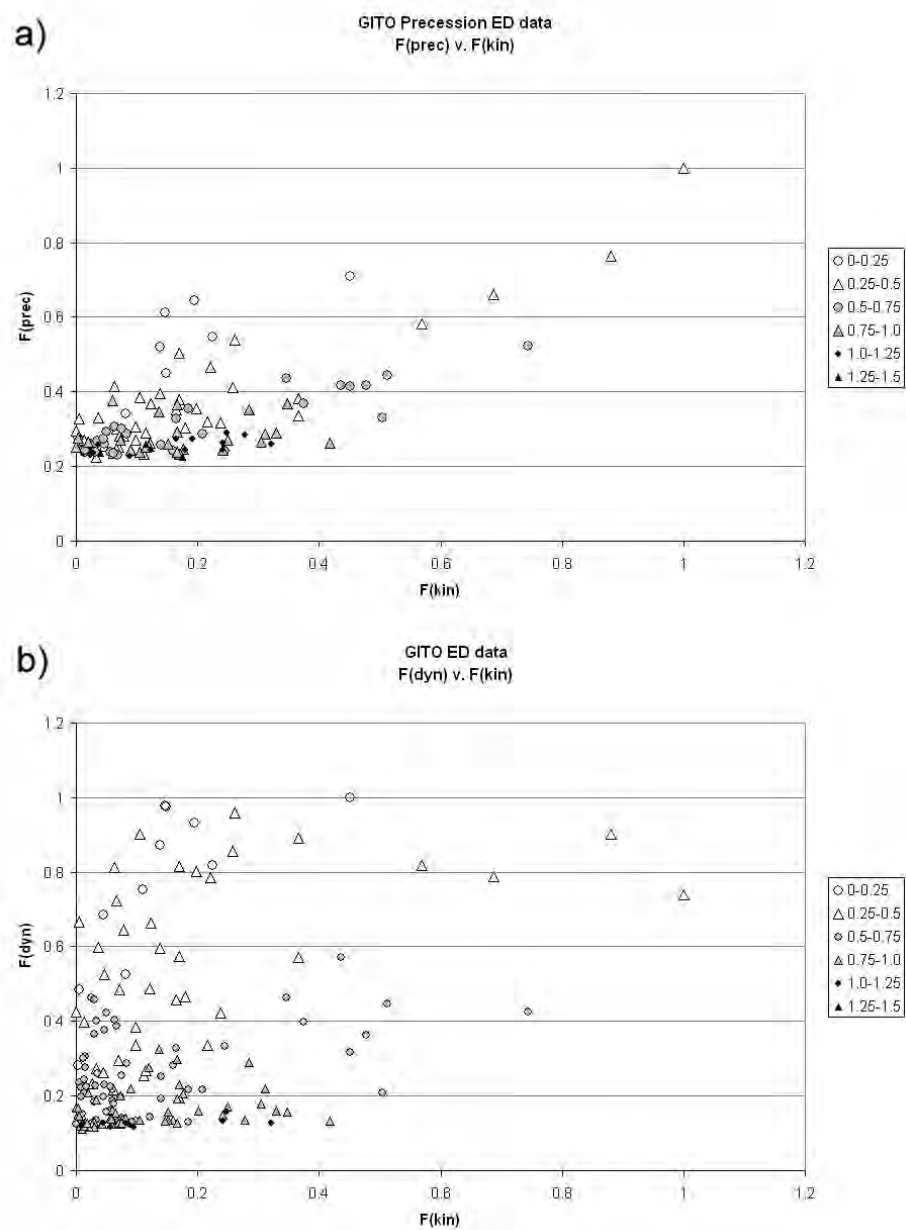 a)
GITO Precession ED data
F(prec) v. F(kin)
1.2
1
0.8
0.6
0.4
0.2
0
F(prec)
0 0.2 0.4 0.6 0.8 1 1.2
F(kin)
0-0.25
0.25-0.5
0.5-0.75
0.75-1.0
1.0-1.25
1.25-1.5
b)
GITO ED data
F(dyn) v. F(kin)
1.2
1
0.8
0.6
0.4
0.2
0
F(dyn)
0 0.2 0.4 0.6 0.8 1 1.2
F(kin)
0-0.25
0.25-0.5
0.5-0.75
0.75-1.0
1.0-1.25
1.25-1.5